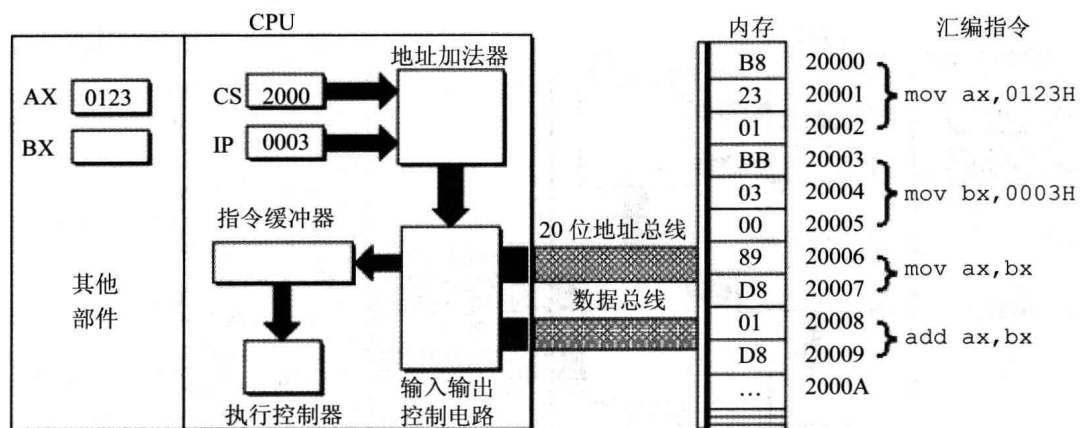 CPU
内存
汇编指令
地址加法器
AX
0123
BX
CS
2000
IP
0003
指令缓冲器
其他
部件
执行控制器
输入输出
控制电路
20 位地址总线
数据总线
B8
20000
23
20001
mov ax,0123H
01
20002
BB
20003
03
20004
mov bx,0003H
00
20005
89
20006
mov ax,bx
D8
20007
01
20008
add ax,bx
D8
20009
…
2000A